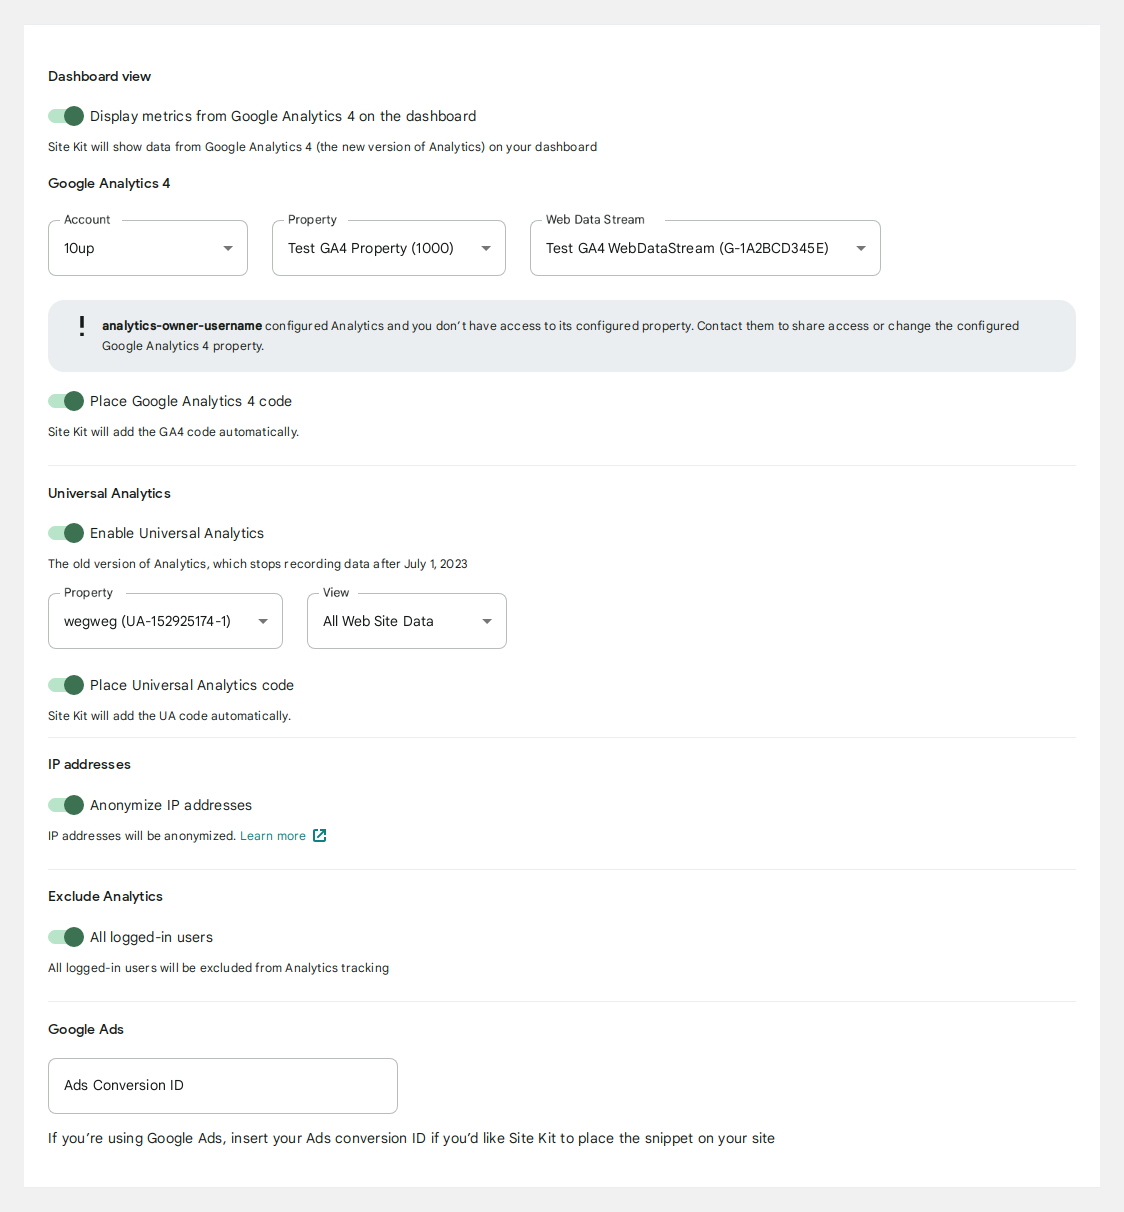 Dashboard view
Display metrics from Google Analytics 4 on the dashboard
Site Kit will show data from Google Analytics 4 (the new version of Analytics) on your dashboard
Google Analytics 4
Account
Property
Web Data Stream
10up
Test GA4 Property (1000)
Test GA4 WebDataStream (G-1A2BCD345E)
analytics-owner-username configured Analytics and you don’t have access to its configured property. Contact them to share access or change the configured
Google Analytics 4 property.
Place Google Analytics 4 code
Site Kit will add the GA4 code automatically.
Universal Analytics
Enable Universal Analytics
The old version of Analytics, which stops recording data after July 1, 2023
Property
View
wegweg (UA-152925174-1)
All Web Site Data
Place Universal Analytics code
Site Kit will add the UA code automatically.
IP addresses
Anonymize IP addresses
IP addresses will be anonymized. Learn more
Exclude Analytics
All logged-in users
All logged-in users will be excluded from Analytics tracking
Google Ads
Ads Conversion ID
If you’re using Google Ads, insert your Ads conversion ID if you’d like Site Kit to place the snippet on your site